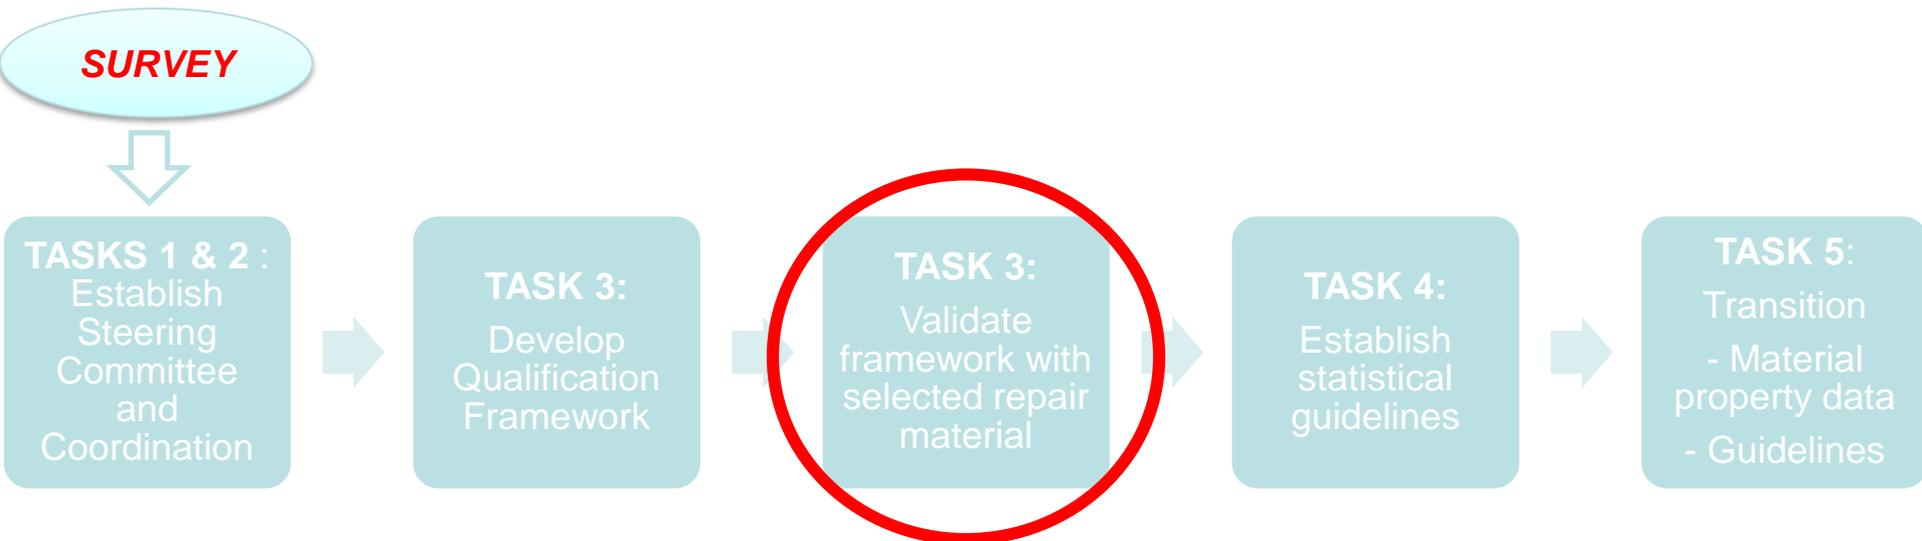 SURVEY
TASKS 1 & 2 :
Establish
Steering
Committee
and
Coordination
TASK 3:
Develop
Qualification
Framework
TASK 3:
Validate
framework with
selected repair
material
TASK 4:
Establish
statistical
guidelines
TASK 5:
Transition
- Material
property data
- Guidelines